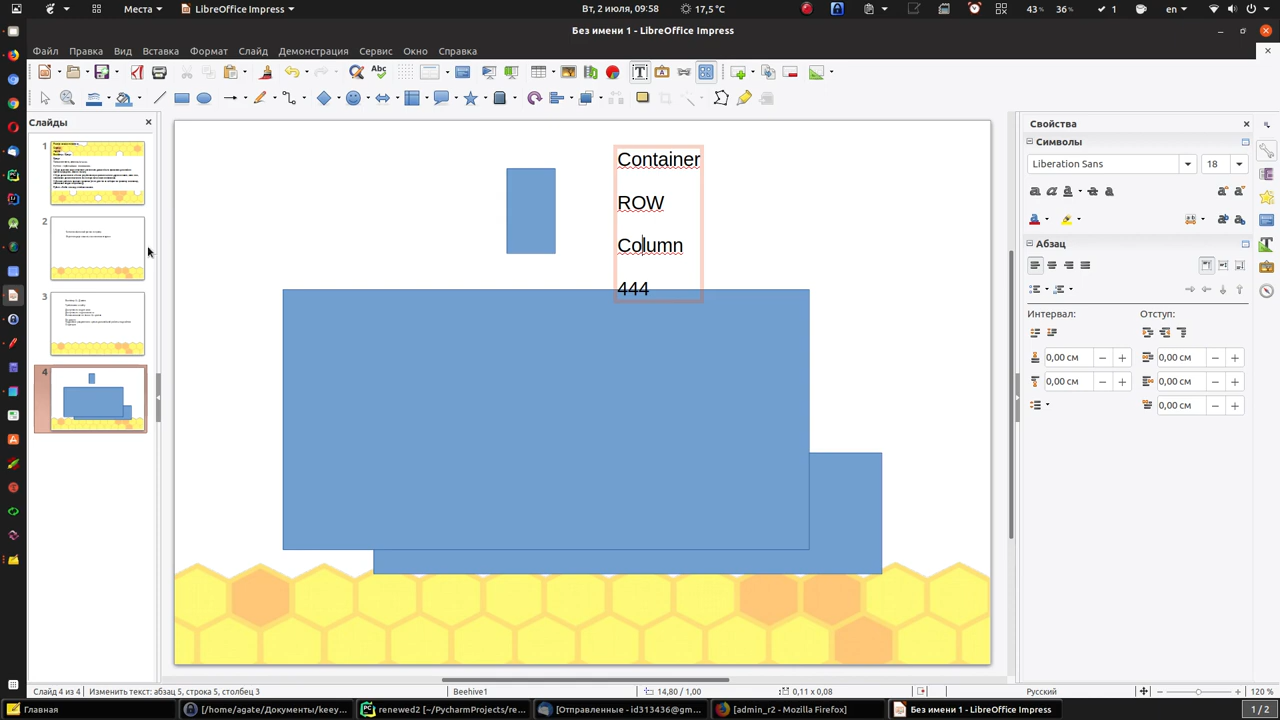 Места
LibreOffice Impress
Вт, 2 июля, 09:58
17,5°C
43 %
36 %
1
en
Без имени 1 - LibreOffice Impress
Файл Правка Вид Вставка Формат Слайд Демонстрация Сервис Окно Справка
Слайды
1
2
3
4
Container
ROW
Column
444
Свойства
Символы
Liberation Sans
18
Абзац
Интервал:
Отступ:
0,00 см
0,00 см
0,00 см
0,00 см
0,00 см
Слайд 4 из 4
Изменить текст: абзац 5, строка 5, столбец 3
Beehive1
14,80 / 1,00
0,11 x 0,08
Русский
120 %
Главная
[/home/agate/Documents/keey...
renewed2 [~/PycharmProjects/re...
[Отправленные - id313436@gm...
[admin_r2 - Mozilla Firefox]
Без имени 1 - LibreOffice Impress
1 / 2